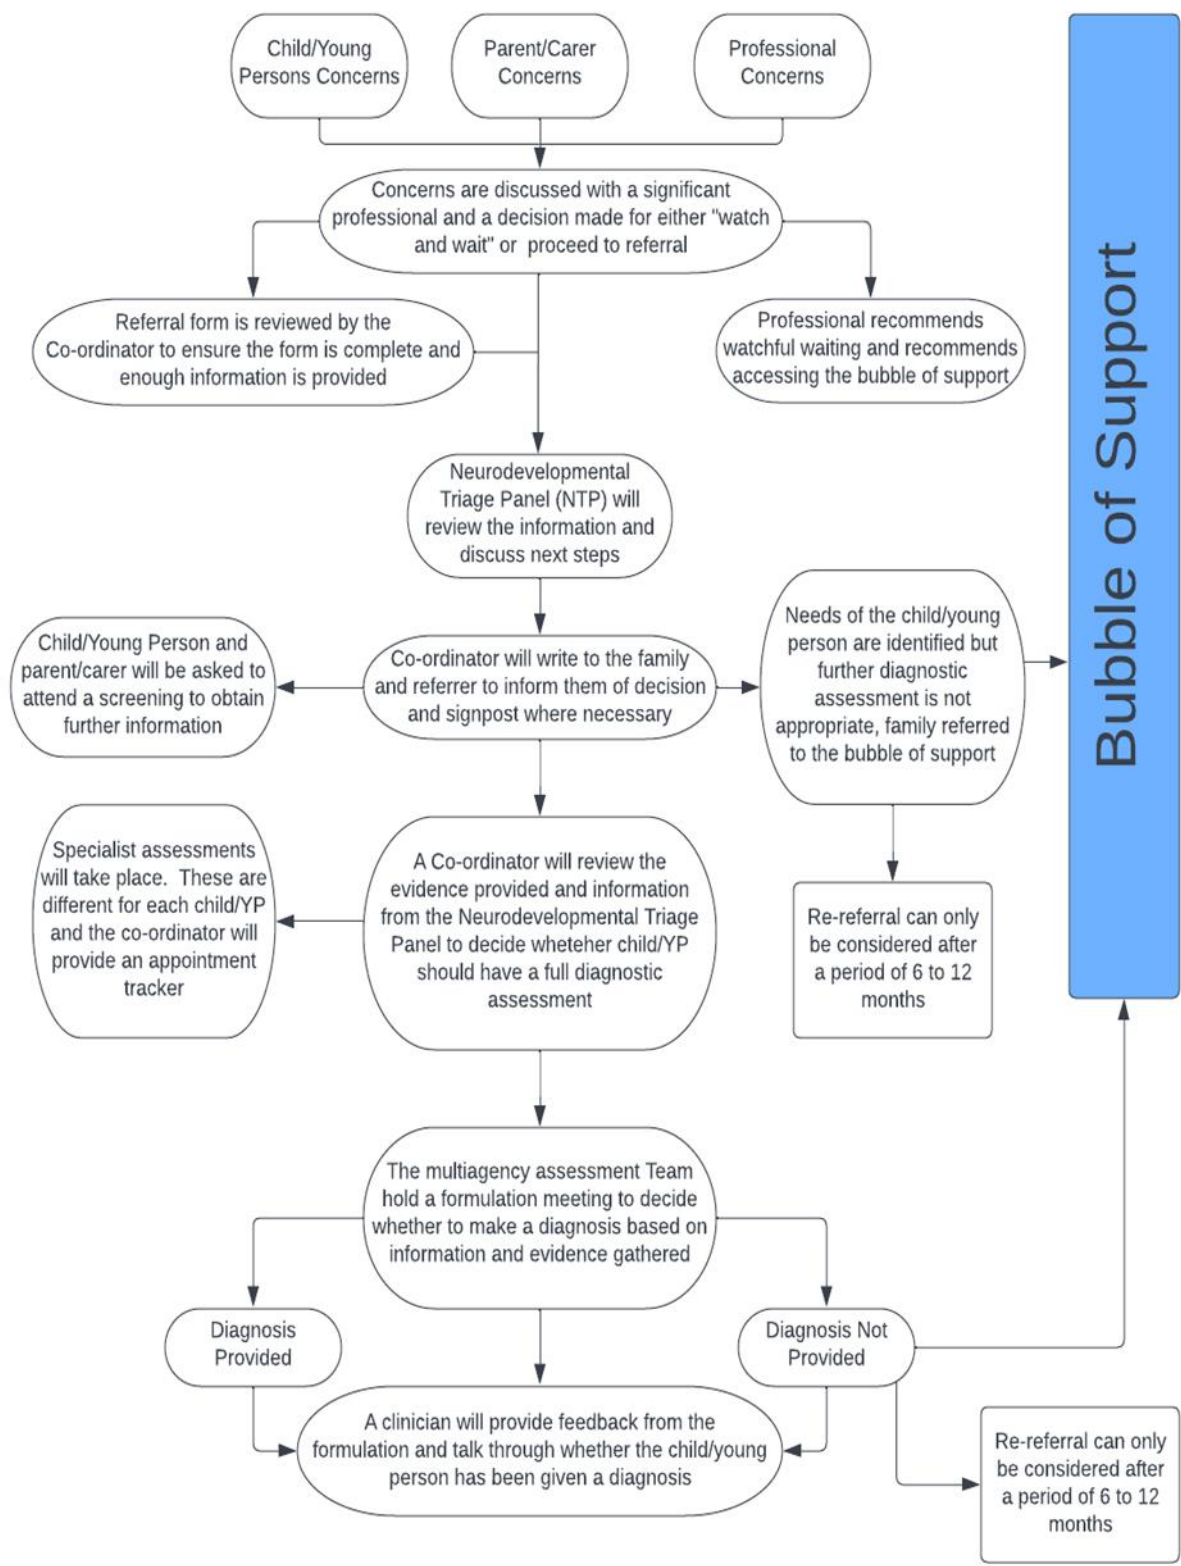 Child/Young
Persons Concerns
Parent/Carer
Concerns
Professional
Concerns
Concerns are discussed with a significant
professional and a decision made for either "watch
and wait" or  proceed to referral
Referral form is reviewed by the
Co-ordinator to ensure the form is complete and
enough information is provided
Professional recommends
watchful waiting and recommends
accessing the bubble of support
Neurodevelopmental
Triage Panel (NTP) will
review the information and
discuss next steps
Child/Young Person and
parent/carer will be asked to
attend a screening to obtain
further information
Co-ordinator will write to the family
and referrer to inform them of decision
and signpost where necessary
Needs of the child/young
person are identified but
further diagnostic
assessment is not
appropriate, family referred
to the bubble of support
Bubble of Support
Specialist assessments
will take place.  These are
different for each child/YP
and the co-ordinator will
provide an appointment
tracker
A Co-ordinator will review the
evidence provided and information
from the Neurodevelopmental Triage
Panel to decide wheteher child/YP
should have a full diagnostic
assessment
Re-referral can only
be considered after
a period of 6 to 12
months
The multiagency assessment Team
hold a formulation meeting to decide
whether to make a diagnosis based on
information and evidence gathered
Diagnosis
Provided
Diagnosis Not
Provided
A clinician will provide feedback from the
formulation and talk through whether the child/young
person has been given a diagnosis
Re-referral can only
be considered after
a period of 6 to 12
months